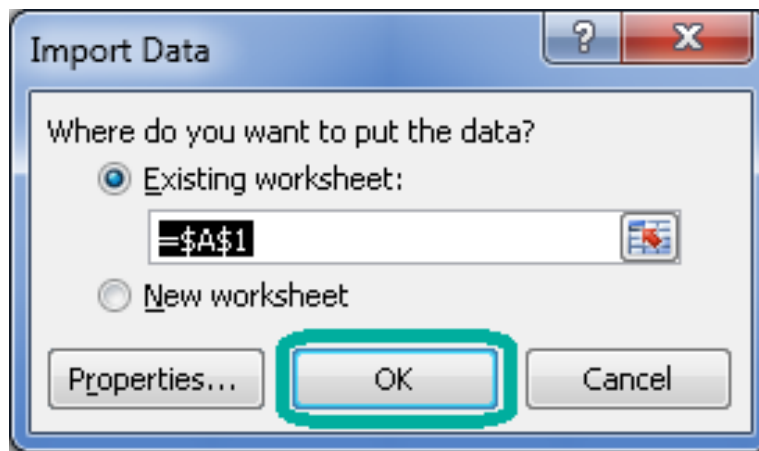 Import Data
?
Where do you want to put the data?
Existing worksheet:
=$A$1
New worksheet
Properties... OK Cancel